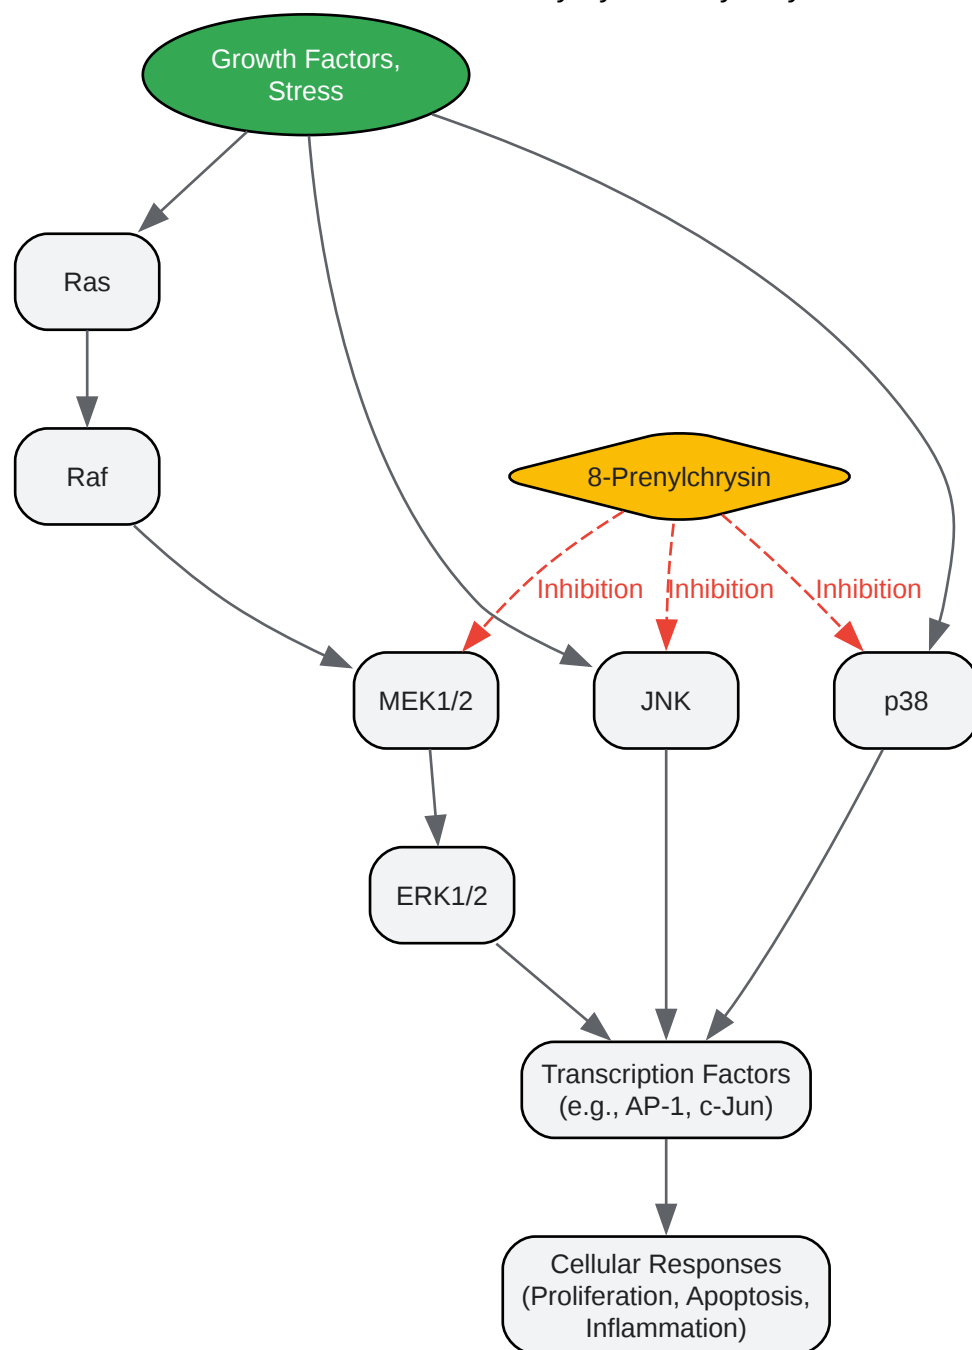 Growth Factors,
Stress
Ras
Raf
8-Prenylchrysin
Inhibition
Inhibition
Inhibition
MEK1/2
JNK
p38
ERK1/2
Transcription Factors
(e.g., AP-1, c-Jun)
Cellular Responses
(Proliferation, Apoptosis,
Inflammation)